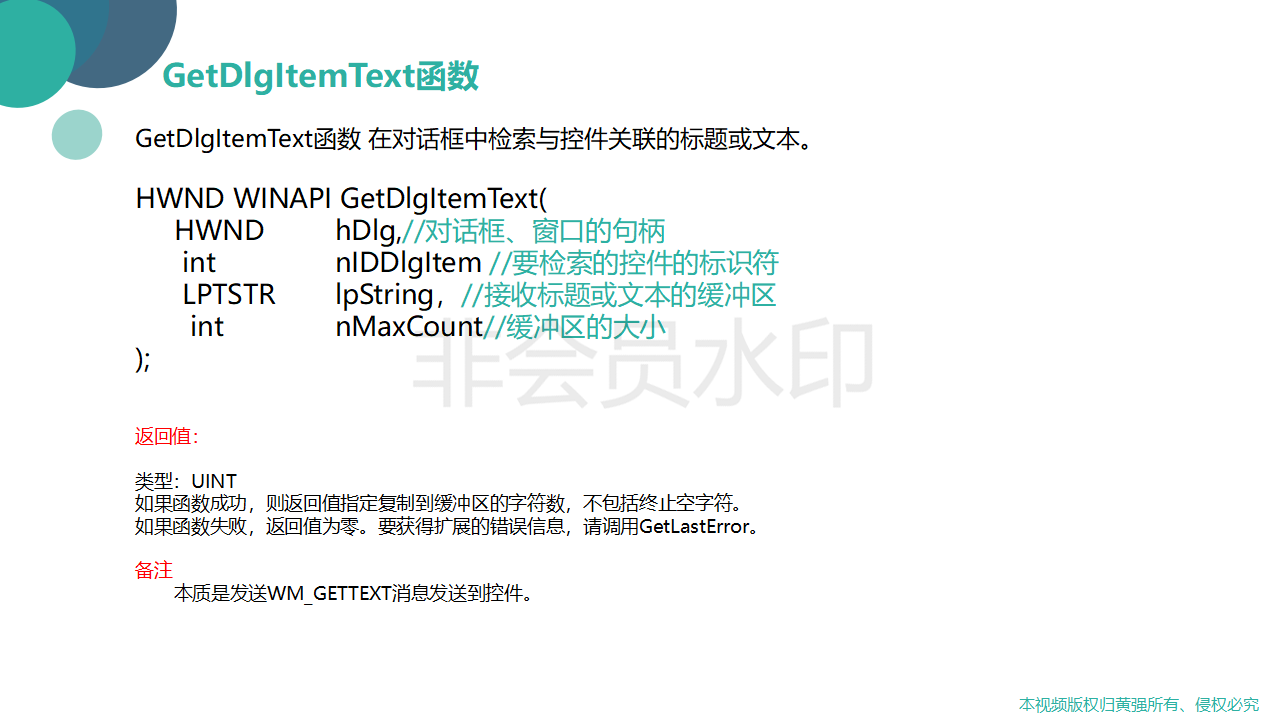 GetDlgItemText函数
GetDlgItemText函数 在对话框中检索与控件关联的标题或文本。
HWND WINAPI GetDlgItemText(
HWND hDlg,//对话框、窗口的句柄
int nIDDlgItem //要检索的控件的标识符
LPTSTR lpString，//接收标题或文本的缓冲区
int nMaxCount//缓冲区的大小
);
非会员水印
返回值：
类型：UINT
如果函数成功，则返回值指定复制到缓冲区的字符数，不包括终止空字符。
如果函数失败，返回值为零。要获得扩展的错误信息，请调用GetLastError。
备注
本质是发送WM_GETTEXT消息发送到控件。
本视频版权归黄强所有、侵权必究